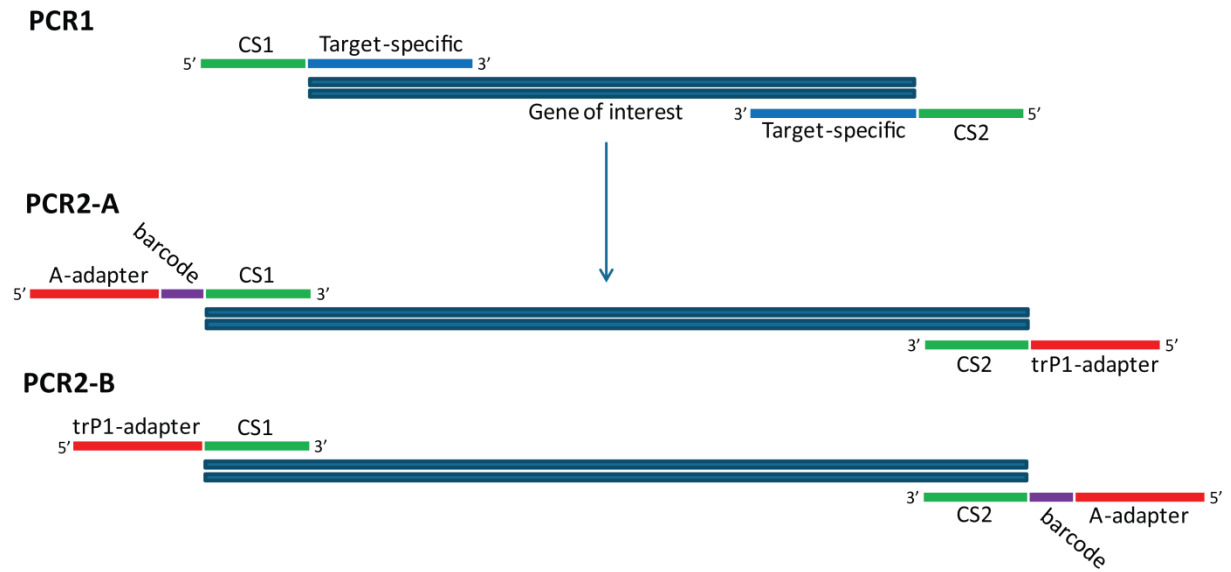 PCR1
CS1 Target-specific
5’ 3’
Gene of interest
3’ 5’
Target-specific CS2
PCR2-A
barcode
A-adapter CS1
5’ 3’
3’ 5’
CS2 trP1-adapter
PCR2-B
trP1-adapter CS1
5’ 3’
3’ 5’
CS2 barcode A-adapter